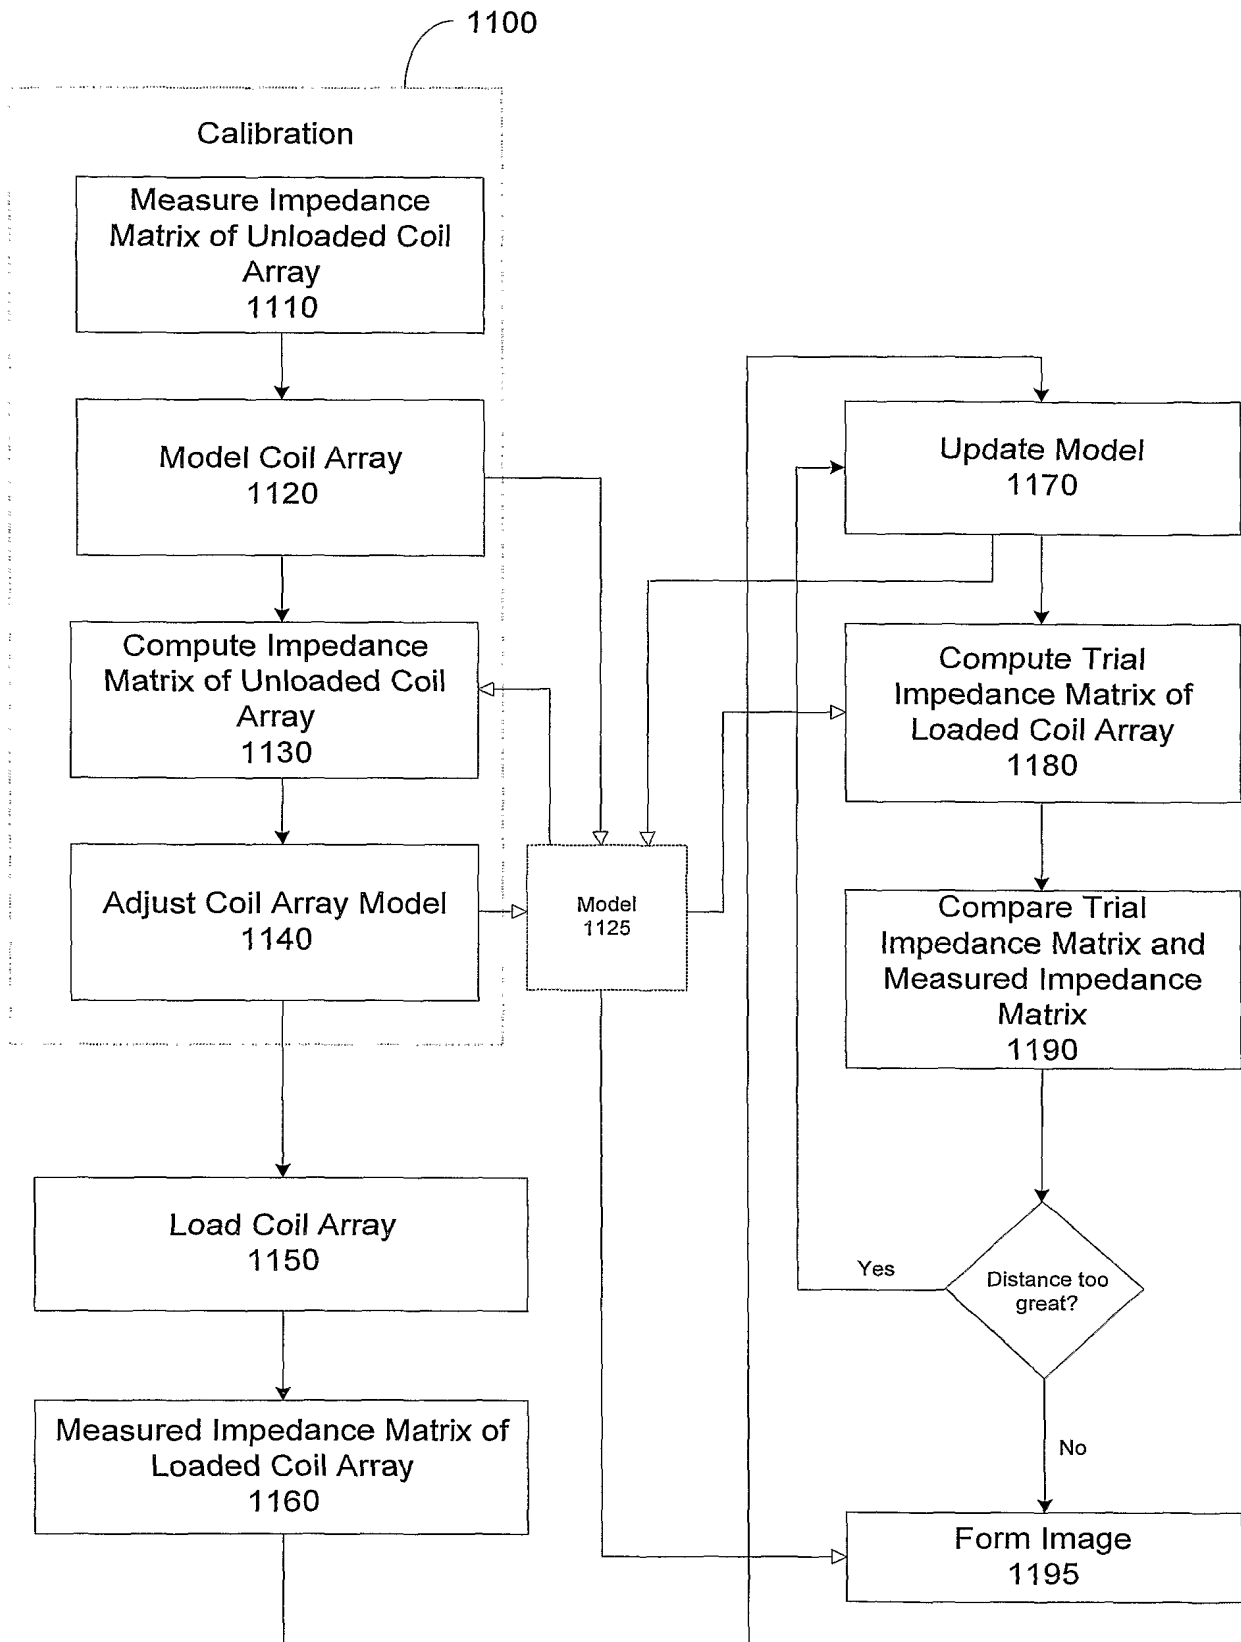 1100
Calibration
Measure Impedance
Matrix of Unloaded Coil
Array
1110
Model Coil Array
1120
Compute Impedance
Matrix of Unloaded Coil
Array
1130
Adjust Coil Array Model
1140
Load Coil Array
1150
Measured Impedance Matrix of
Loaded Coil Array
1160
Model
1125
Update Model
1170
Compute Trial
Impedance Matrix of
Loaded Coil Array
1180
Compare Trial
Impedance Matrix and
Measured Impedance
Matrix
1190
Distance too
great?
Yes
No
Form Image
1195